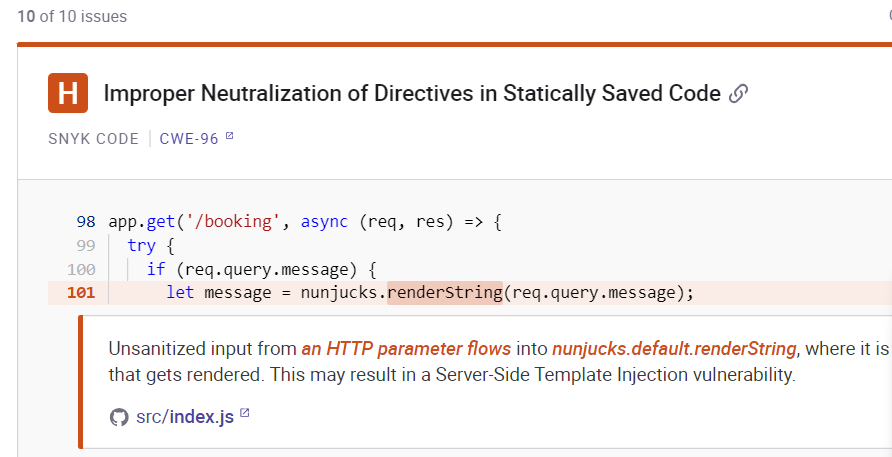 10 of 10 issues
H Improper Neutralization of Directives in Statically Saved Code
SNYK CODE | CWE-96
98 app.get('/booking', async (req, res) => {
99 try {
100 if (req.query.message) {
101 let message = nunjucks.renderString(req.query.message);
Unsanitized input from an HTTP parameter flows into nunjucks.default.renderString, where it is
that gets rendered. This may result in a Server-Side Template Injection vulnerability.
src/index.js